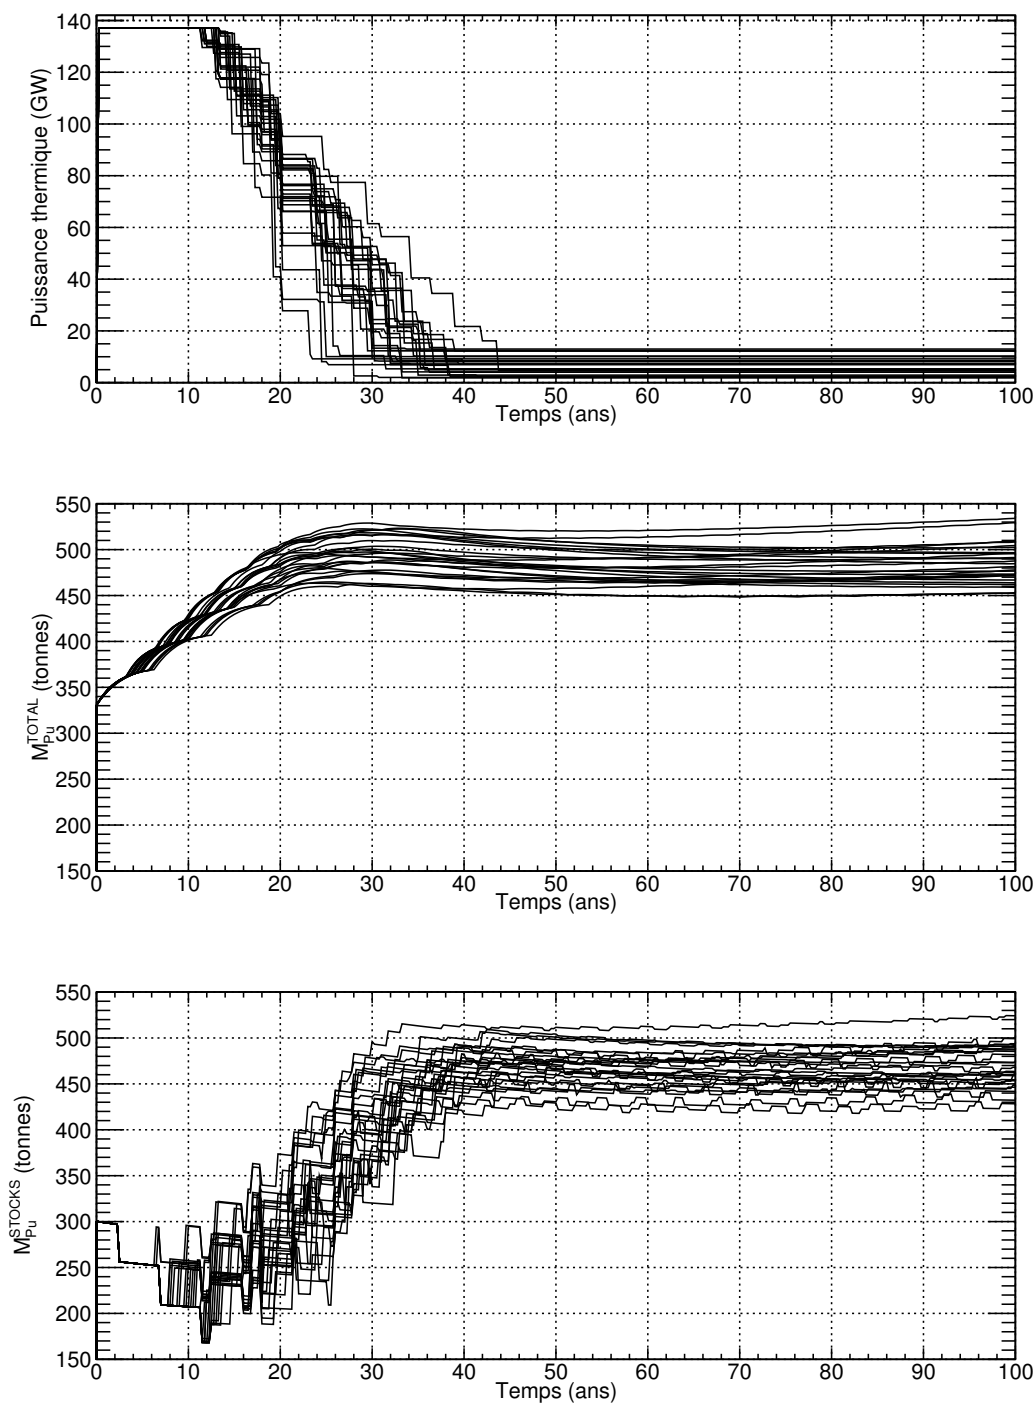 140
120
100
80
60
40
20
0
Puissance thermique (GW)
0 10 20 30 40 50 60 70 80 90 100
Temps (ans)
550
500
450
400
350
300
250
200
150
M_Pu^TOTAL (tonnes)
0 10 20 30 40 50 60 70 80 90 100
Temps (ans)
550
500
450
400
350
300
250
200
150
M_Pu^STOCKS (tonnes)
0 10 20 30 40 50 60 70 80 90 100
Temps (ans)